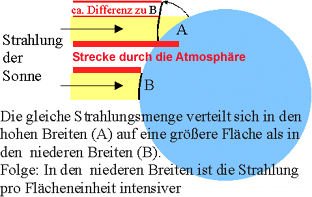 ca. Differenz zu B
A
Strahlung
der
Sonne
Strecke durch die Atmosphäre
B
Die gleiche Strahlungsmenge verteilt sich in den
hohen Breiten (A) auf eine größere Fläche als in
den niederen Breiten (B).
Folge: In den niederen Breiten ist die Strahlung
pro Flächeneinheit intensiver